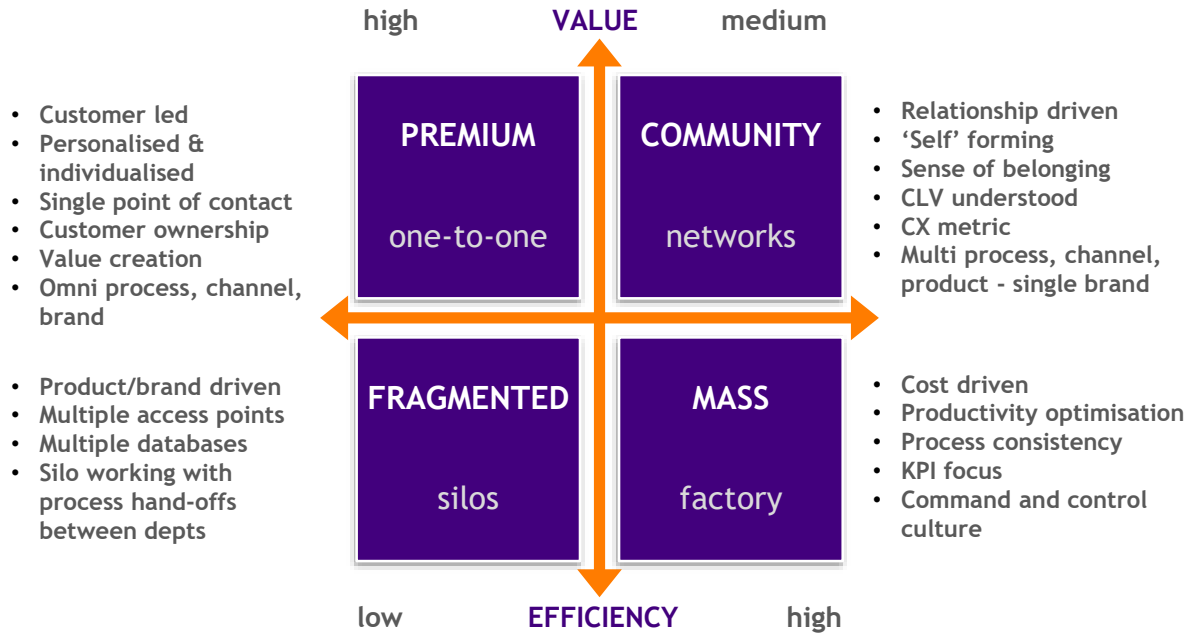 high VALUE medium
• Customer led
• Personalised &
individualised
• Single point of contact
• Customer ownership
• Value creation
• Omni process, channel,
brand
PREMIUM
one-to-one
COMMUNITY
networks
• Relationship driven
• ‘Self’ forming
• Sense of belonging
• CLV understood
• CX metric
• Multi process, channel,
product - single brand
• Product/brand driven
• Multiple access points
• Multiple databases
• Silo working with
process hand-offs
between depts
FRAGMENTED
silos
MASS
factory
• Cost driven
• Productivity optimisation
• Process consistency
• KPI focus
• Command and control
culture
low EFFICIENCY high